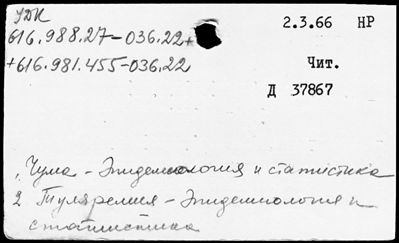 УДК
616.988.27-036.22+
+616.981.455-036.22
2.3.66 НР
Чит.
Д 37867
1 Чума - Эпидемиология и статистика
2 Туляремия - Эпидемиология и
статистика